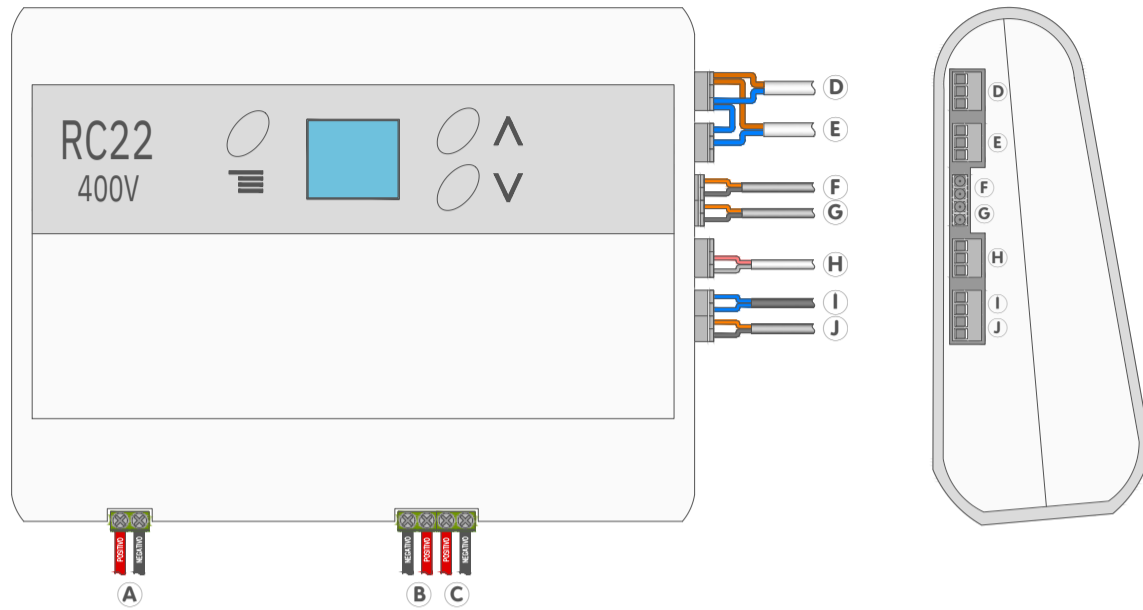 RC22
400V
D
E
F
G
H
I
J
POSITIVO
NEGATIVO
NEGATIVO
POSITIVO
POSITIVO
NEGATIVO
A
B
C
D
E
F
G
H
I
J